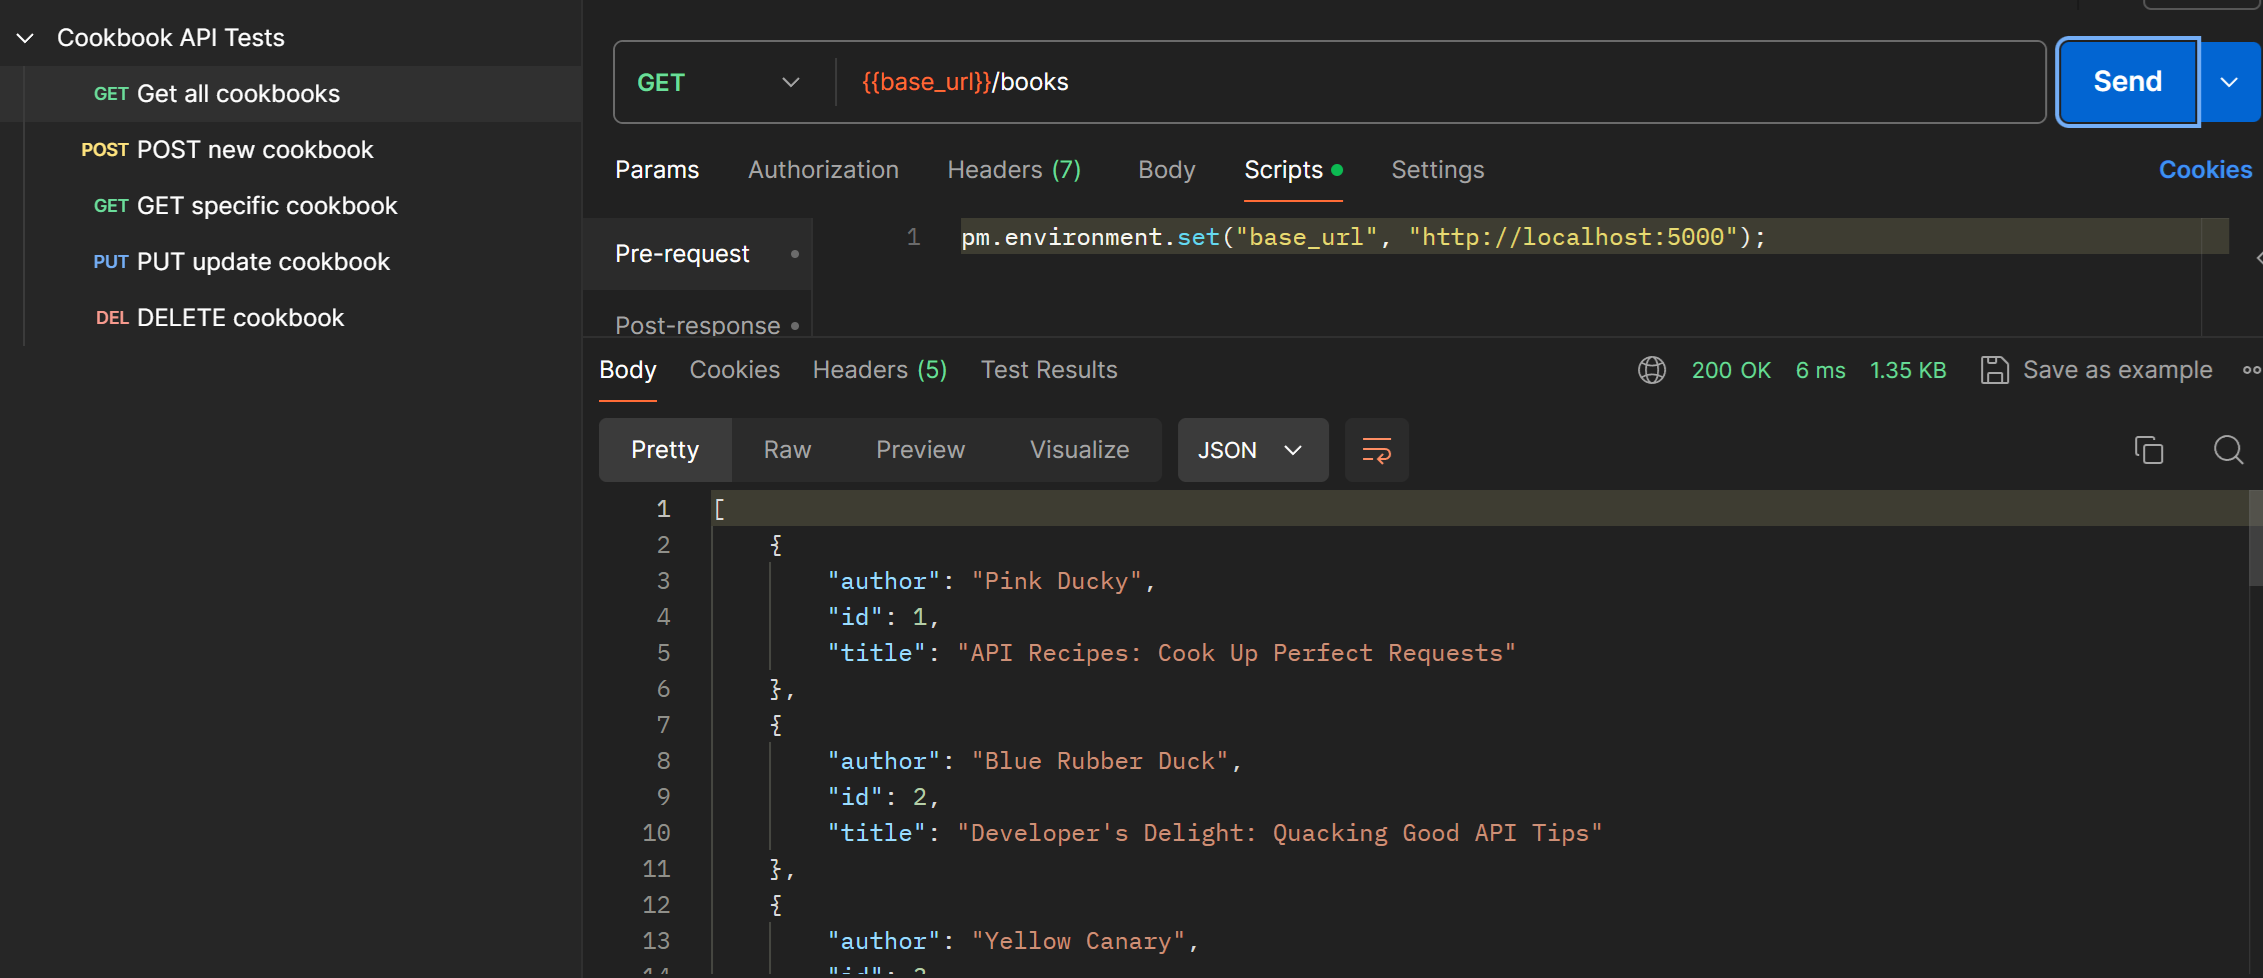 Cookbook API Tests
GET Get all cookbooks
POST POST new cookbook
GET GET specific cookbook
PUT PUT update cookbook
DEL DELETE cookbook
GET {{base_url}}/books Send
Params Authorization Headers (7) Body Scripts Settings Cookies
Pre-request
Post-response
1 pm.environment.set("base_url", "http://localhost:5000");
Body Cookies Headers (5) Test Results 200 OK 6 ms 1.35 KB Save as example
Pretty Raw Preview Visualize JSON
1 [
2 {
3 "author": "Pink Ducky",
4 "id": 1,
5 "title": "API Recipes: Cook Up Perfect Requests"
6 },
7 {
8 "author": "Blue Rubber Duck",
9 "id": 2,
10 "title": "Developer's Delight: Quacking Good API Tips"
11 },
12 {
13 "author": "Yellow Canary",
14 "id": 3,